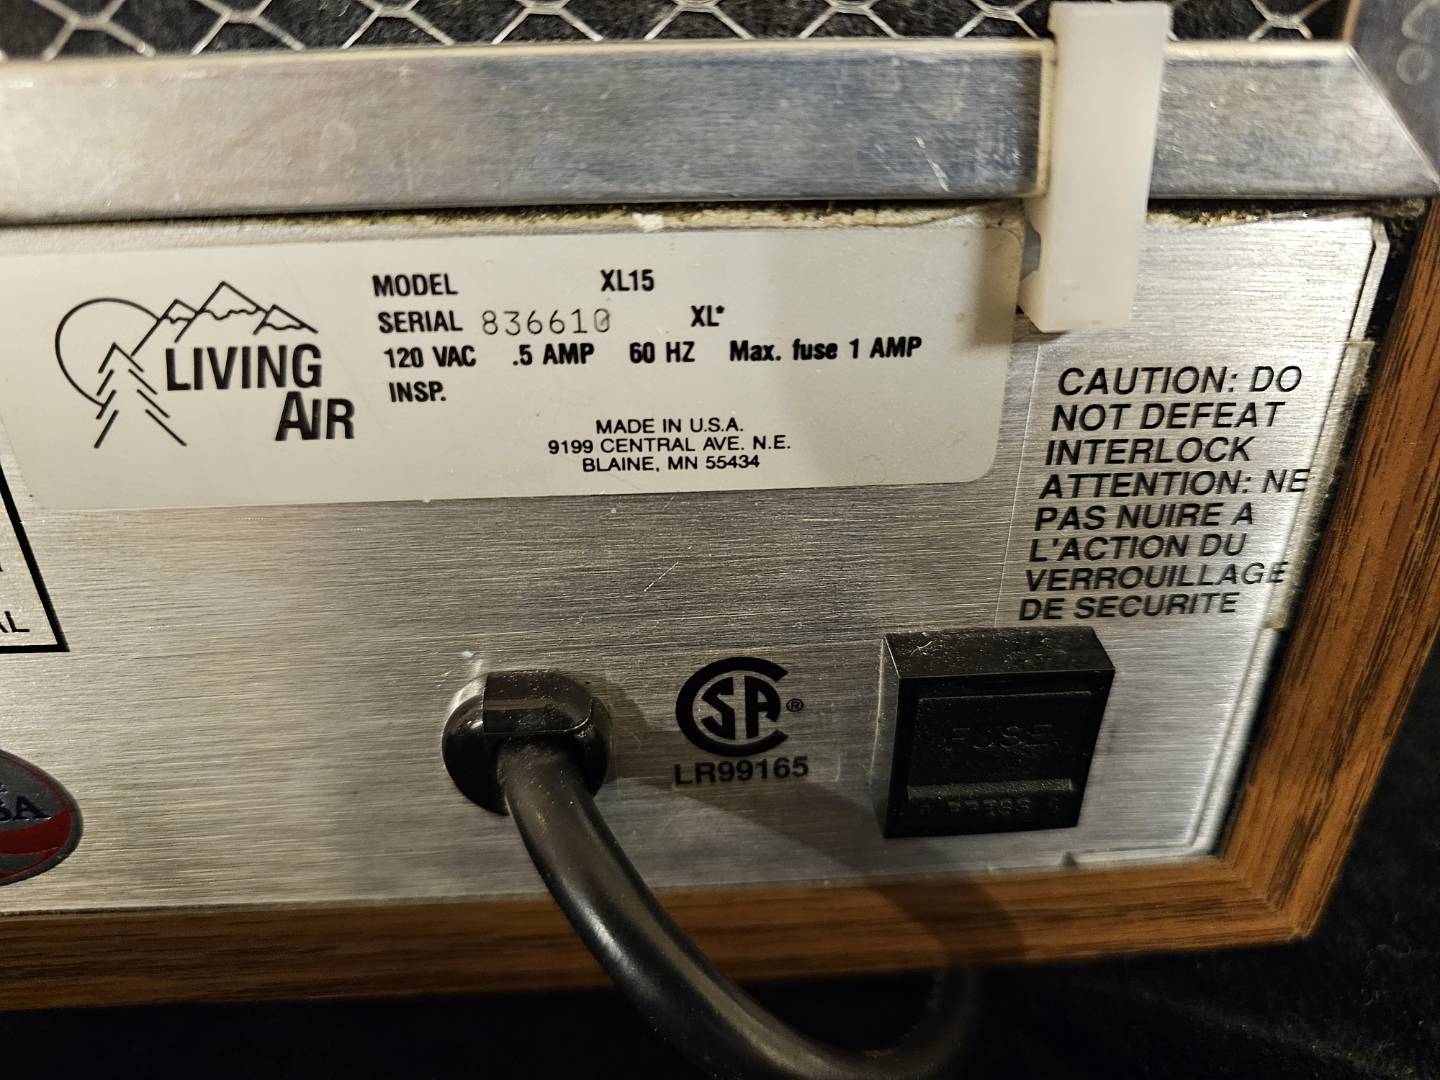 MODEL XL15
SERIAL 836610 XL*
120 VAC .5 AMP 60 HZ Max. fuse 1 AMP
INSP.
LIVING
AIR
MADE IN U.S.A.
9199 CENTRAL AVE. N.E.
BLAINE, MN 55434
CAUTION: DO
NOT DEFEAT
INTERLOCK
ATTENTION: NE
PAS NUIRE A
L'ACTION DU
VERROUILLAGE
DE SECURITE
CSA®
LR99165
FUSE
PRESS